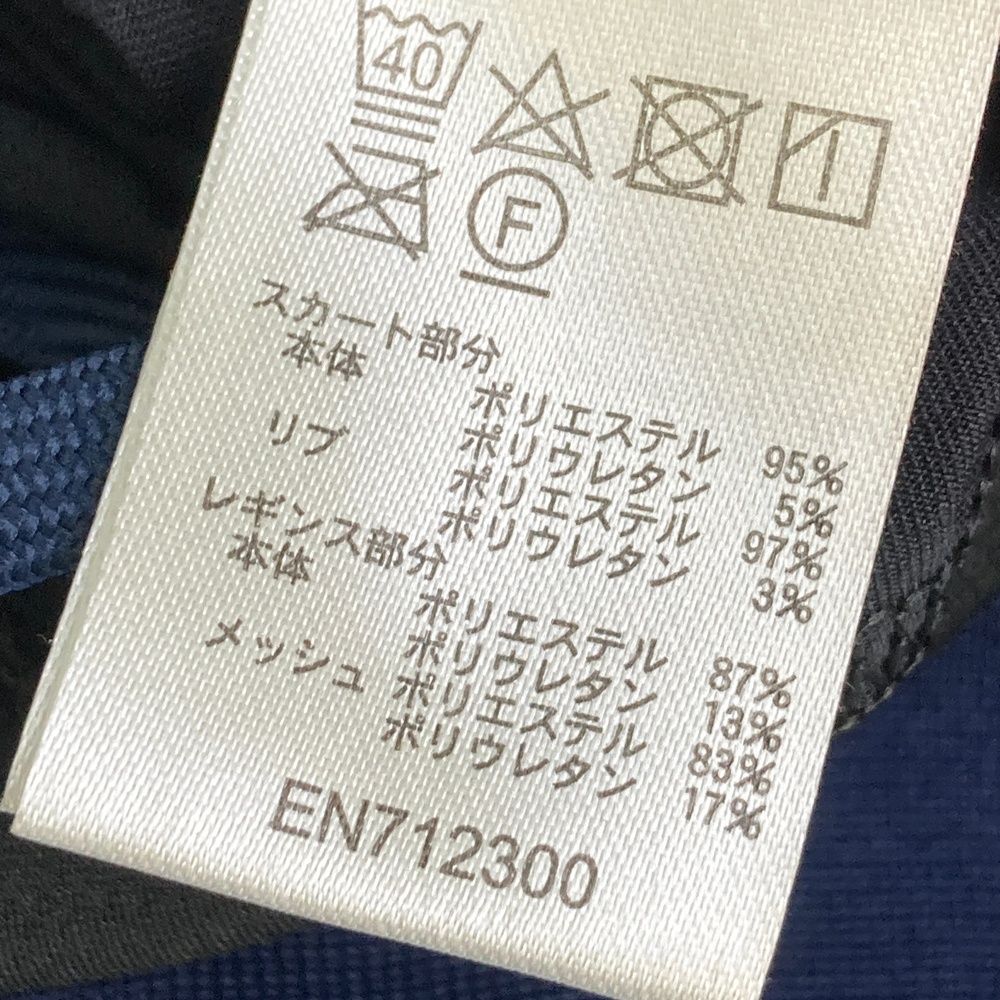 40
F
スカート部分
本体 ポリエステル 95%
ポリウレタン 5%
リブ ポリエステル 97%
ポリウレタン 3%
レギンス部分
本体 ポリエステル 87%
ポリウレタン 13%
メッシュ ポリエステル 83%
ポリウレタン 17%
EN712300